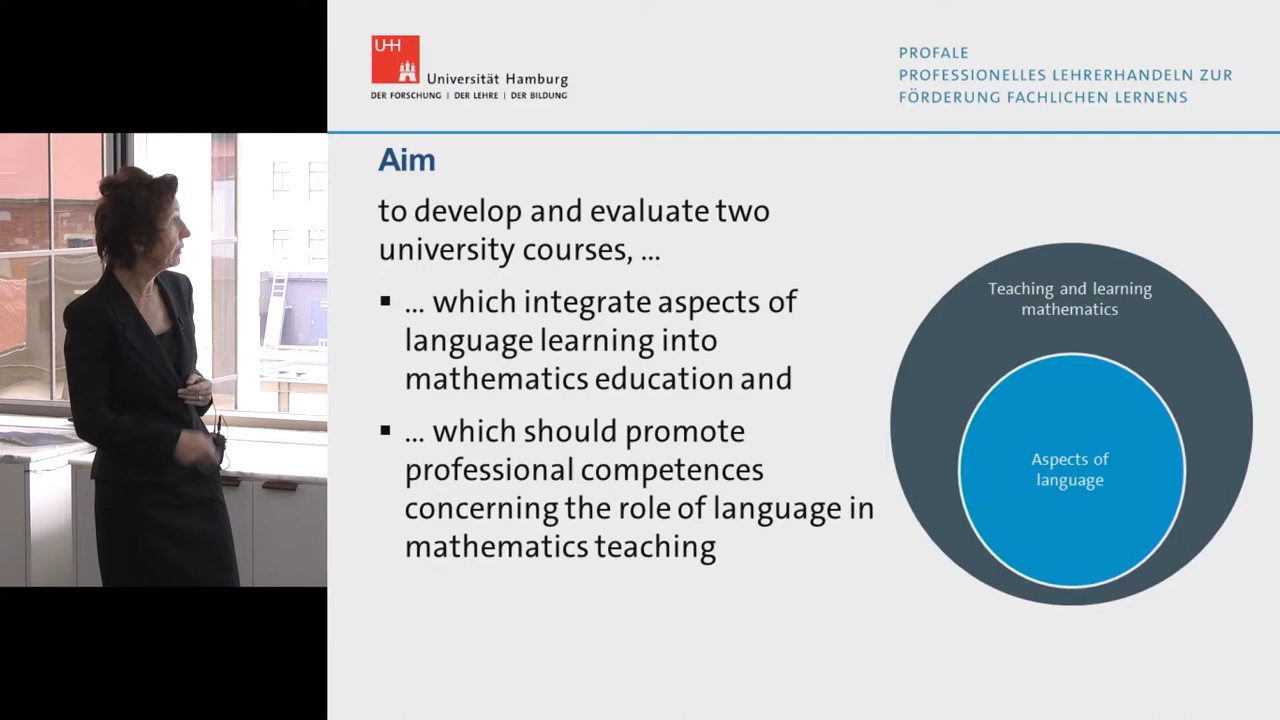 UHH
Universität Hamburg
DER FORSCHUNG | DER LEHRE | DER BILDUNG
PROFALE
PROFESSIONELLES LEHRERHANDELN ZUR
FÖRDERUNG FACHLICHEN LERNENS
Aim
to develop and evaluate two
university courses, ...
▪ ... which integrate aspects of
language learning into
mathematics education and
▪ ... which should promote
professional competences
concerning the role of language in
mathematics teaching
Teaching and learning
mathematics
Aspects of
language